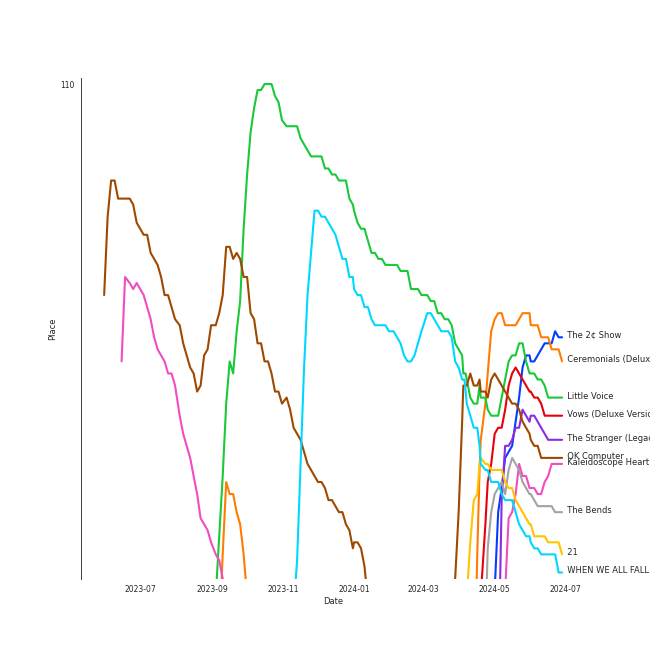 110
Place
The 2¢ Show
Ceremonials (Delux
Little Voice
Vows (Deluxe Versic
The Stranger (Legac
OK Computer
Kaleidoscope Heart
The Bends
21
WHEN WE ALL FALL
2023-07
2023-09
2023-11
2024-01
2024-03
2024-05
2024-07
Date